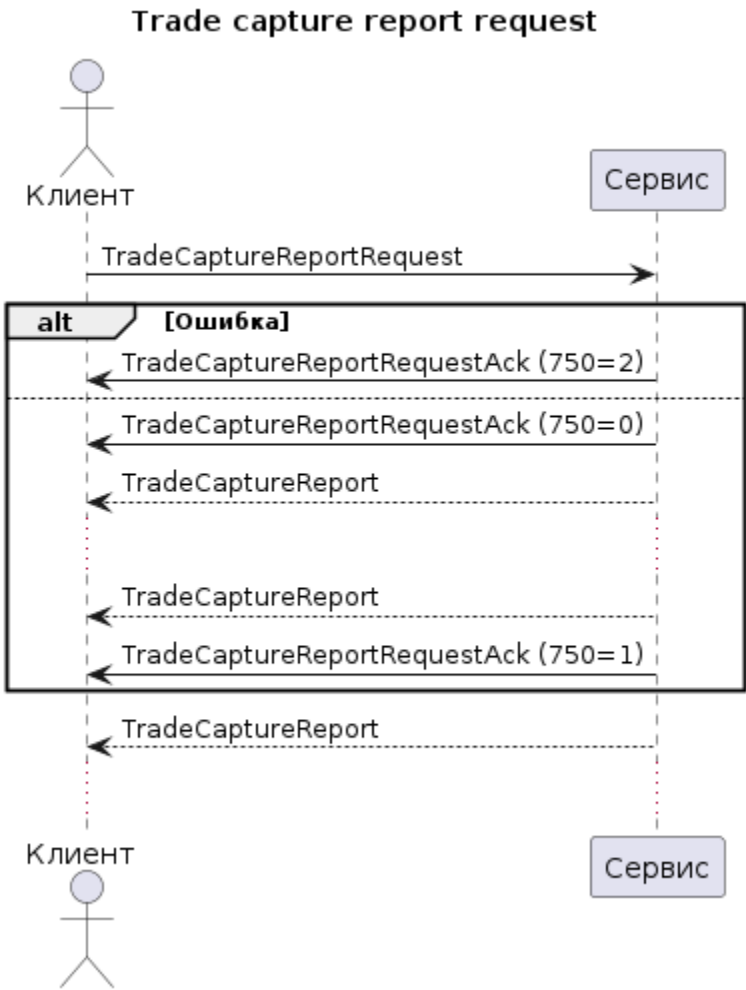 Trade capture report request
Клиент
Сервис
TradeCaptureReportRequest
alt [Ошибка]
TradeCaptureReportRequestAck (750=2)
TradeCaptureReportRequestAck (750=0)
TradeCaptureReport
TradeCaptureReport
TradeCaptureReportRequestAck (750=1)
TradeCaptureReport
Клиент
Сервис